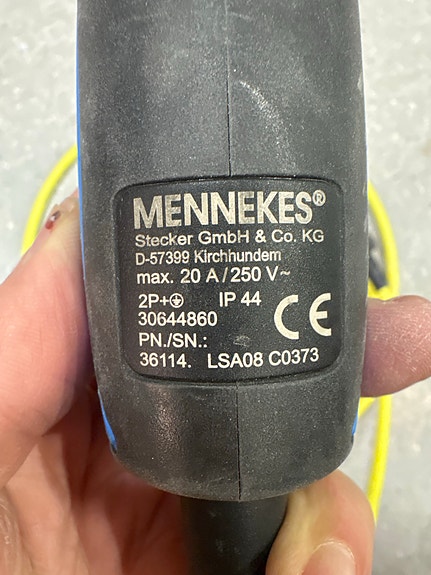 MENNEKES®
Stecker GmbH & Co. KG
D-57399 Kirchhundem
max. 20 A / 250 V~
2P+⏚ IP 44
30644860
PN./SN.:
36114. LSA08 C0373
CE